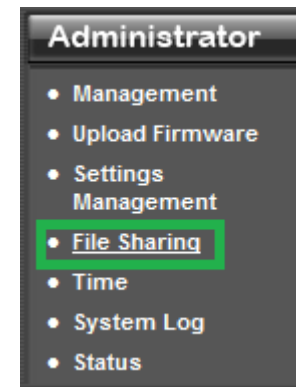 Administrator
Management
Upload Firmware
Settings
Management
File Sharing
Time
System Log
Status